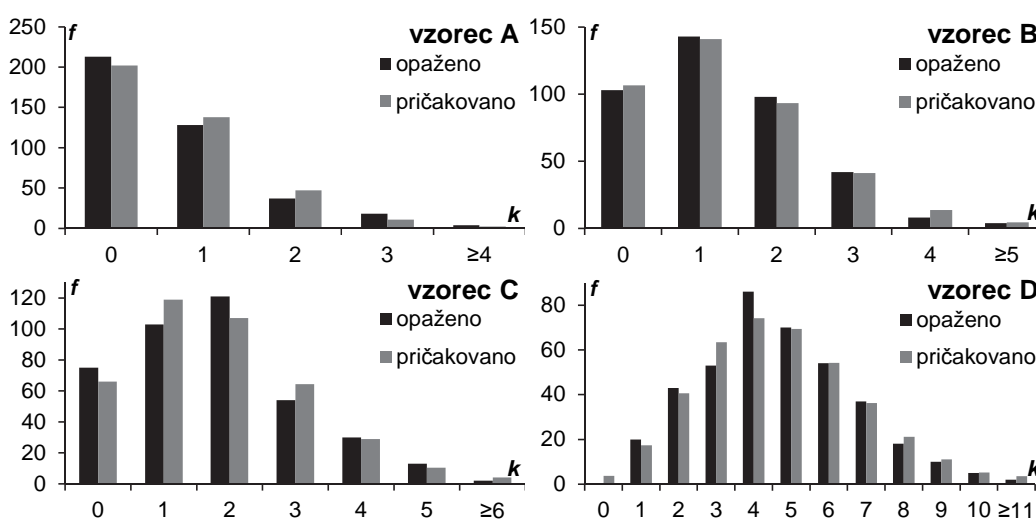 vzorec A
f
opaženo
pričakovano
250
200
150
100
50
0
k
0 1 2 3 ≥4
vzorec B
f
opaženo
pričakovano
150
100
50
0
k
0 1 2 3 4 ≥5
vzorec C
f
opaženo
pričakovano
120
100
80
60
40
20
0
k
0 1 2 3 4 5 ≥6
vzorec D
f
opaženo
pričakovano
80
60
40
20
0
k
0 1 2 3 4 5 6 7 8 9 10 ≥11